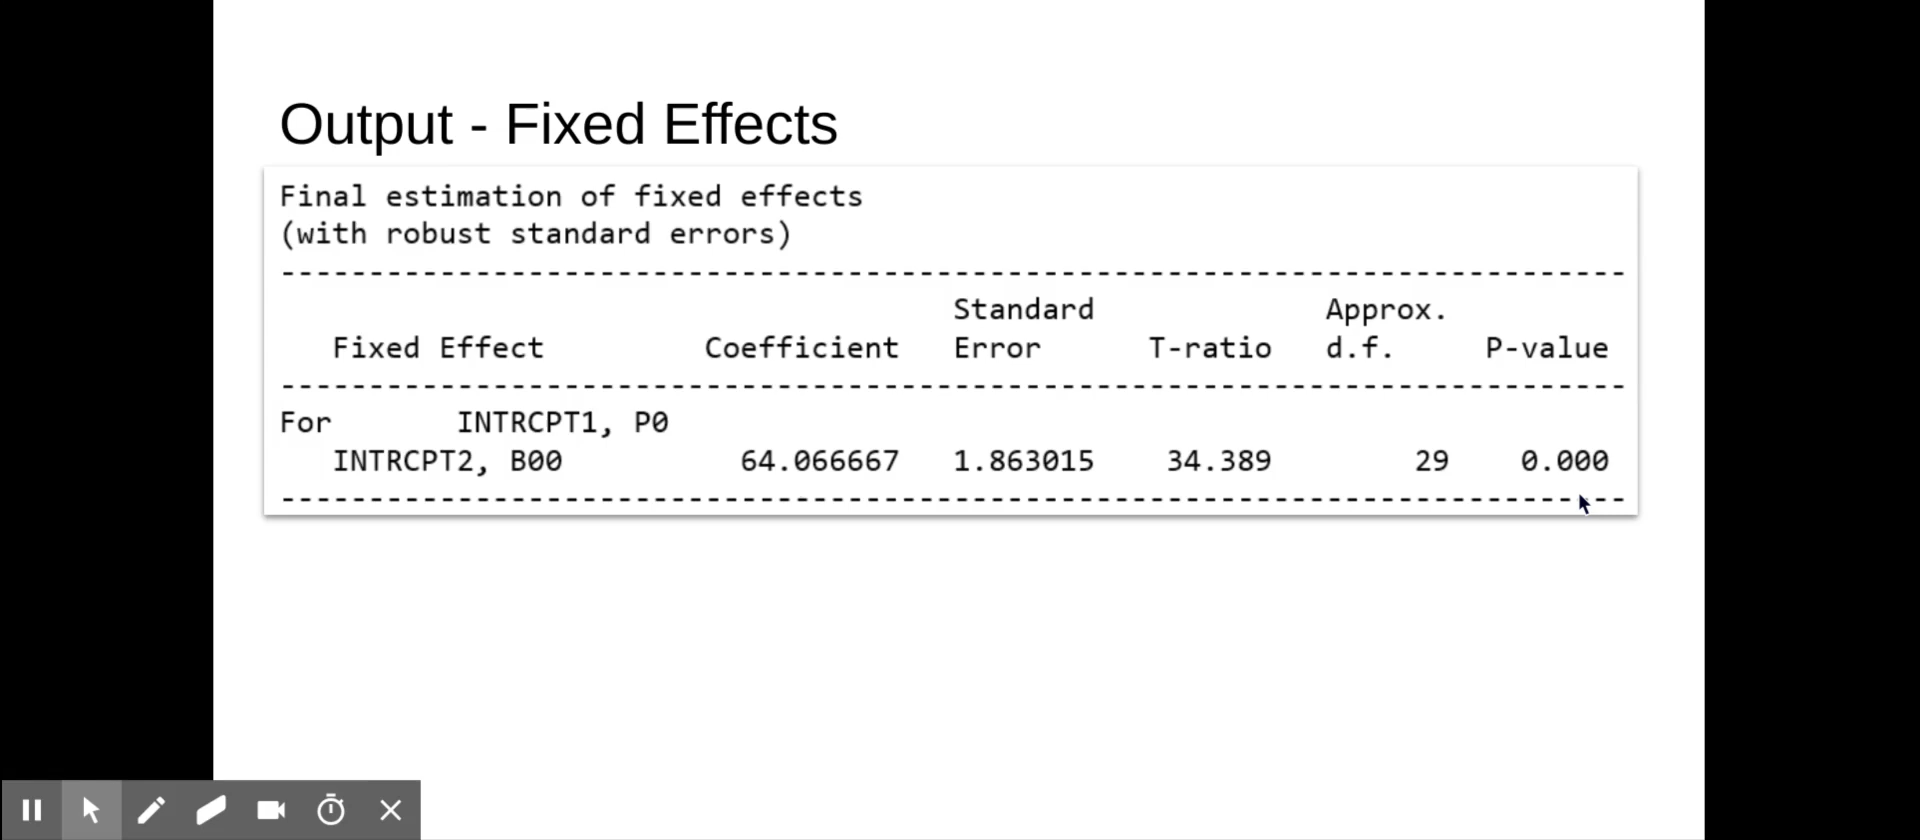 Output - Fixed Effects
Final estimation of fixed effects
(with robust standard errors)
----------------------------------------------------------------------------
Standard Approx.
Fixed Effect Coefficient Error T-ratio d.f. P-value
----------------------------------------------------------------------------
For INTRCPT1, P0
INTRCPT2, B00 64.066667 1.863015 34.389 29 0.000
----------------------------------------------------------------------------